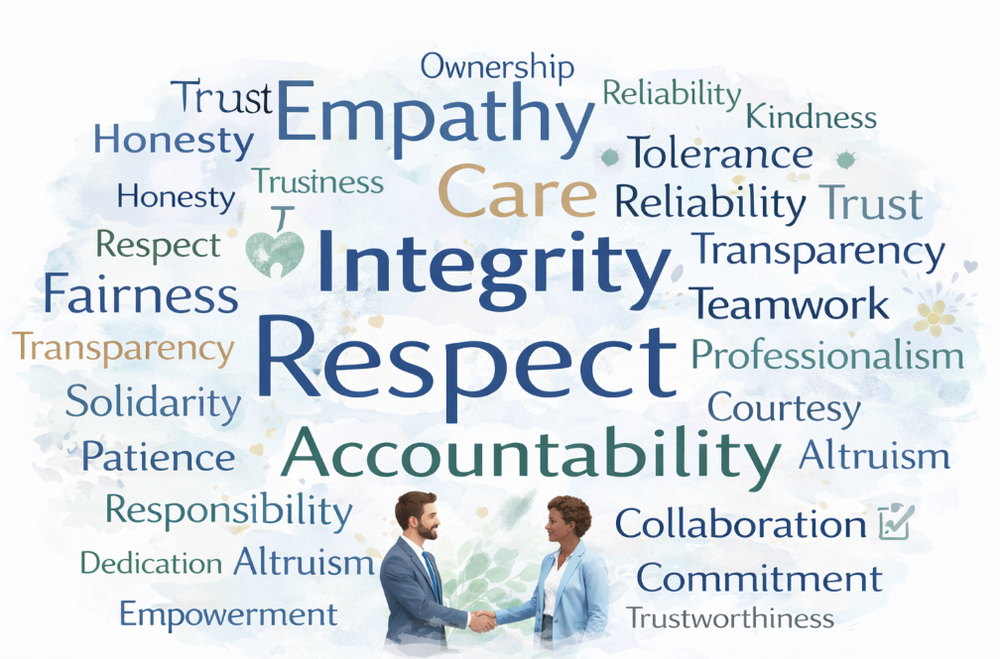 Ownership
Trust Empathy Reliability
Kindness
Honesty
Tolerance
Honesty Trustiness Care Reliability Trust
T
Respect Integrity Transparency
Fairness Teamwork
Transparency Respect Professionalism
Solidarity Courtesy
Patience Accountability Altruism
Responsibility Collaboration
Dedication Altruism Commitment
Empowerment Trustworthiness